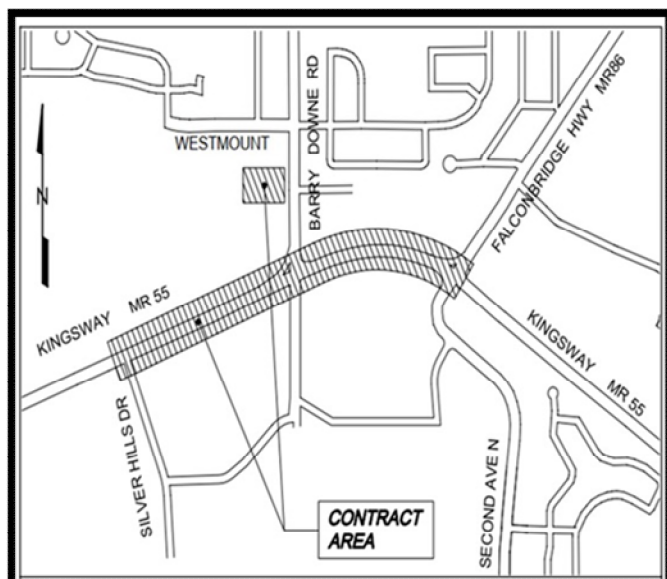 WESTMOUNT
BARRY DOWNE RD
FALCONBRIDGE HWY MR86
N
KINGSWAY MR 55
KINGSWAY MR 55
SILVER HILLS DR
SECOND AVE N
CONTRACT
AREA